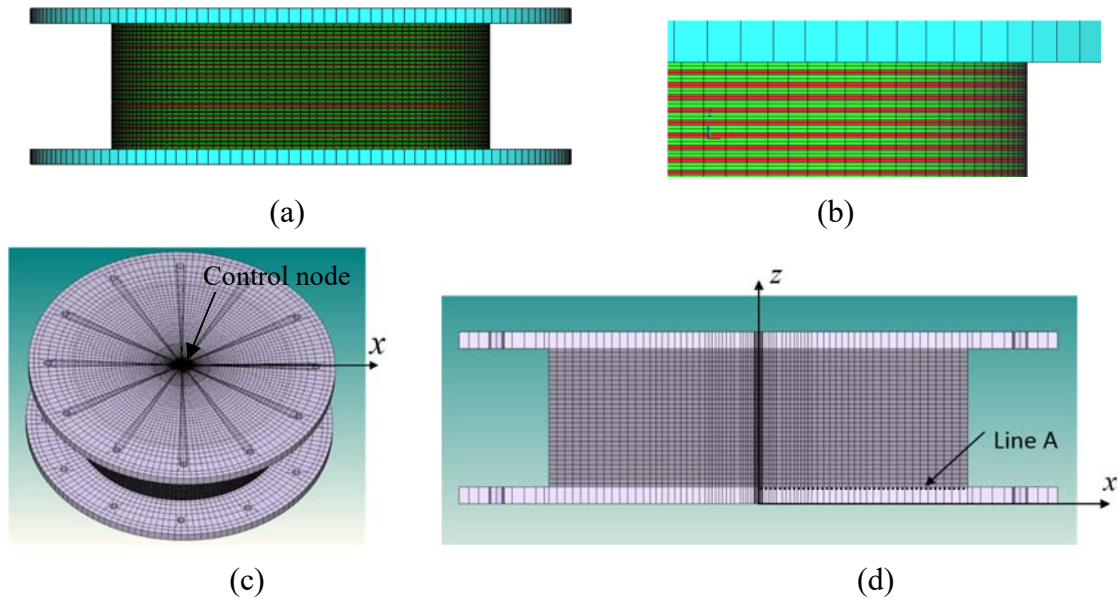 (a)
(b)
Control node
x
(c)
z
Line A
x
(d)